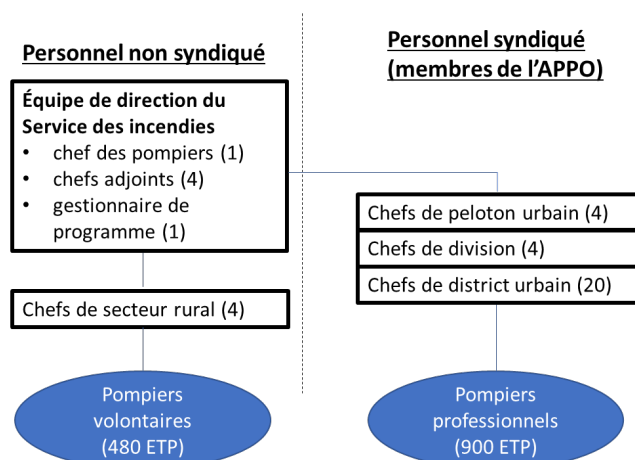 Personnel non syndiqué
Équipe de direction du
Service des incendies
• chef des pompiers (1)
• chefs adjoints (4)
• gestionnaire de
programme (1)
Chefs de secteur rural (4)
Pompiers
volontaires
(480 ETP)
Personnel syndiqué
(membres de l’APPO)
Chefs de peloton urbain (4)
Chefs de division (4)
Chefs de district urbain (20)
Pompiers
professionnels
(900 ETP)